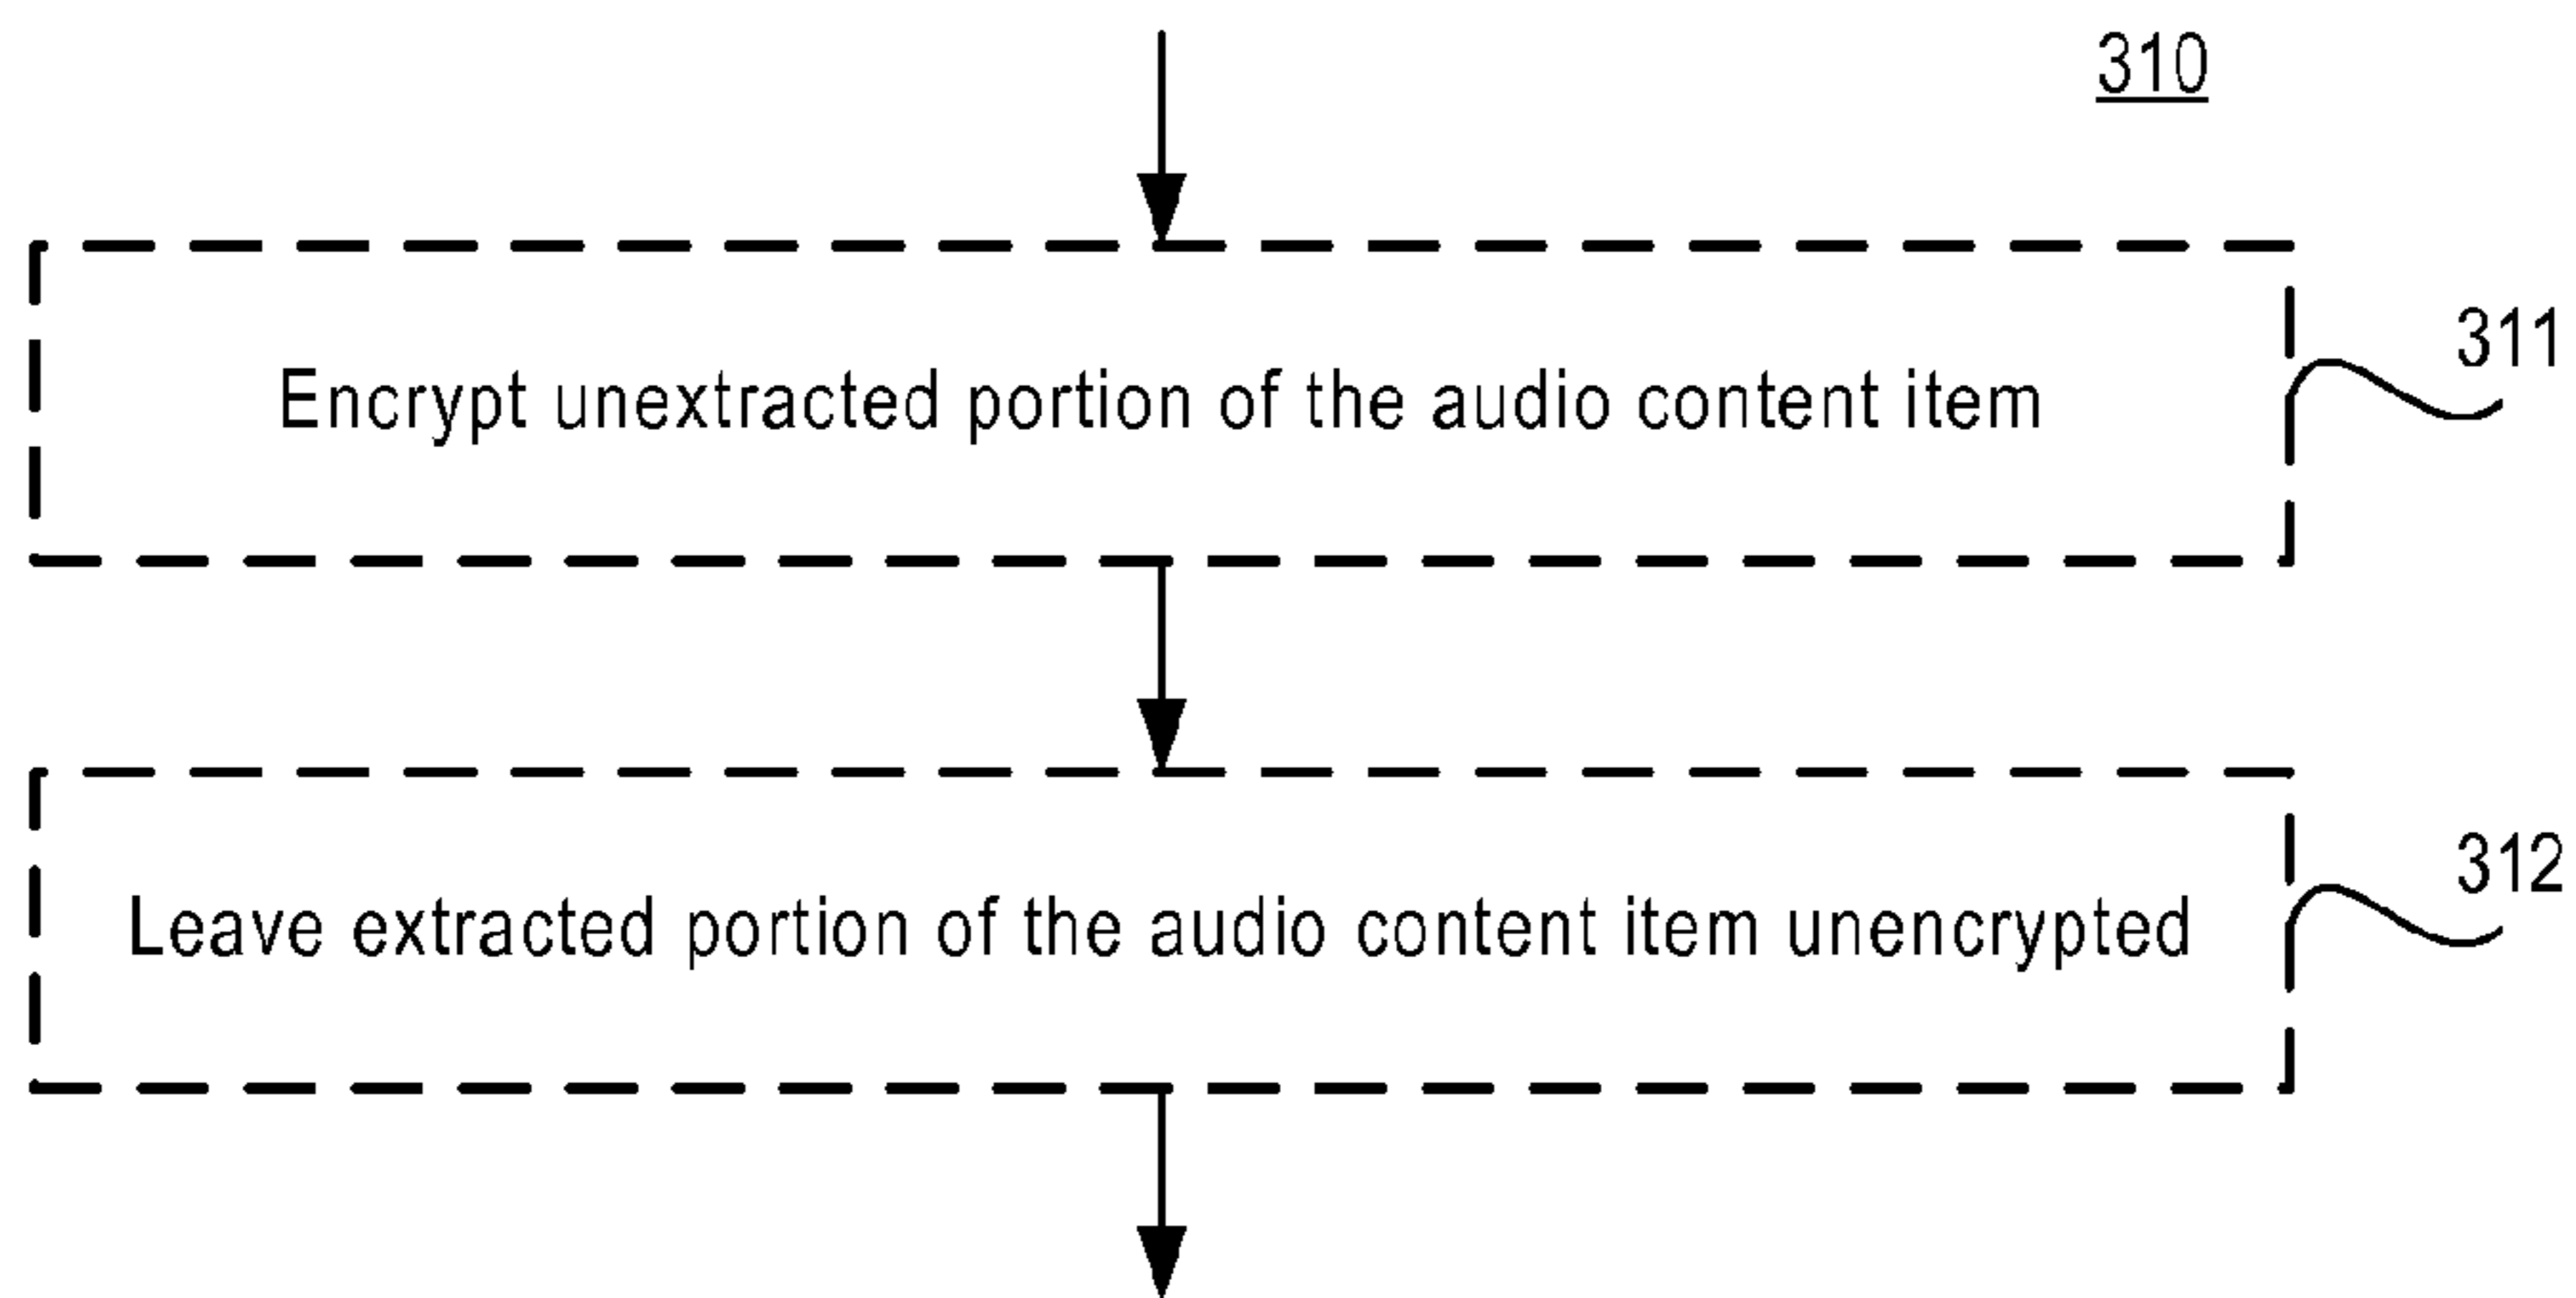 310
Encrypt unextracted portion of the audio content item
311
Leave extracted portion of the audio content item unencrypted
312